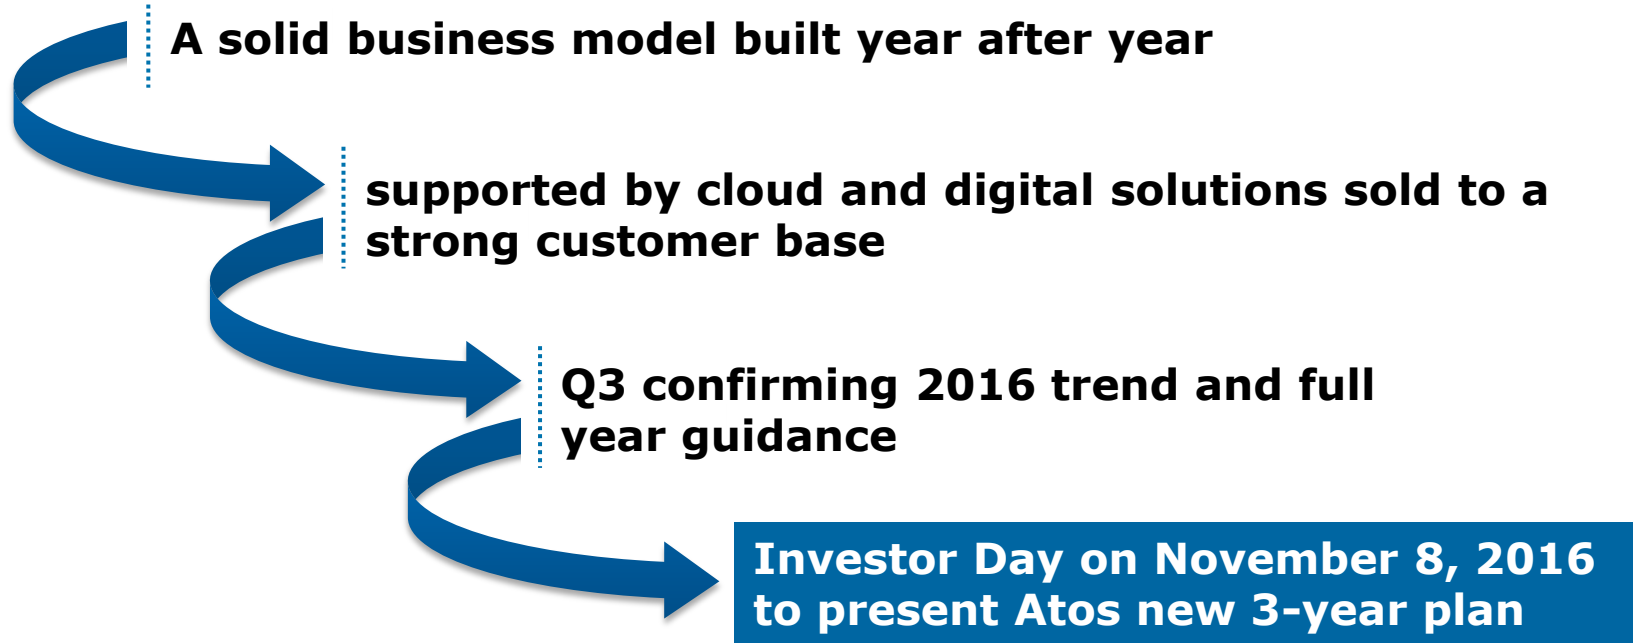 A solid business model built year after year
supported by cloud and digital solutions sold to a
strong customer base
Q3 confirming 2016 trend and full
year guidance
Investor Day on November 8, 2016
to present Atos new 3-year plan